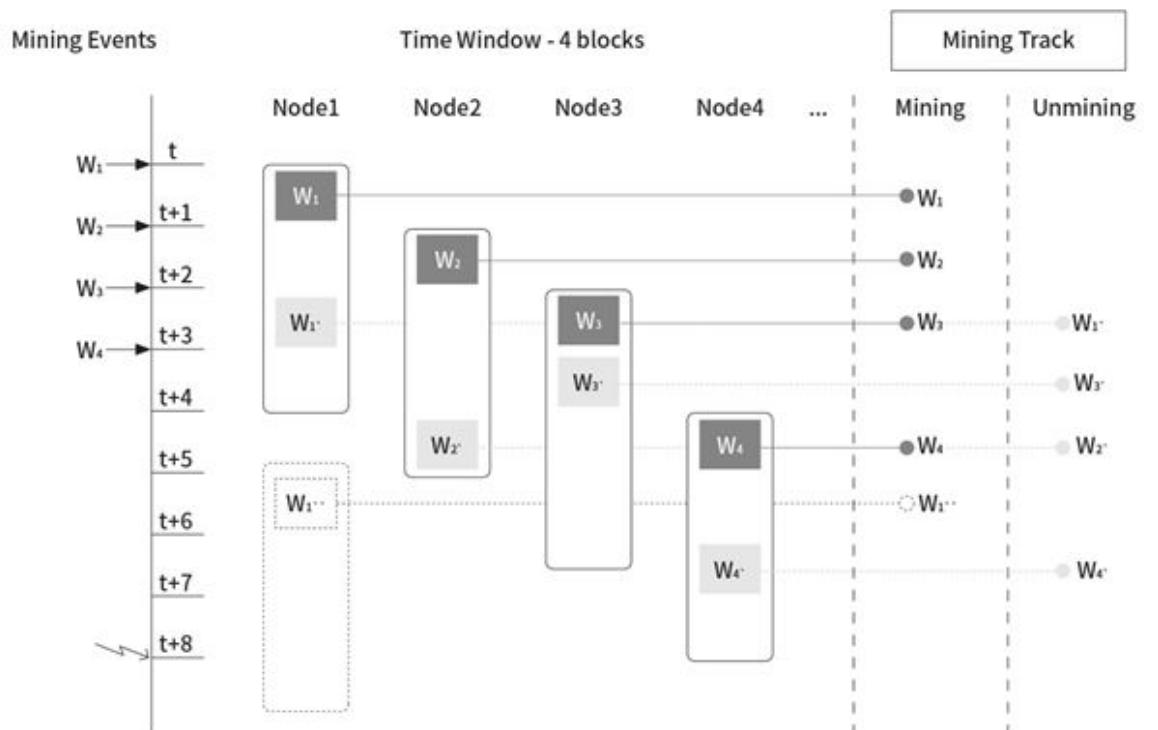 Mining Events
Time Window - 4 blocks
Mining Track
Node1 Node2 Node3 Node4 ... Mining Unmining
W₁ t
W₁ W₁
W₂ t+1
W₂ W₂
W₃ t+2
W₁· W₃ W₃ W₁·
W₄ t+3
W₃· W₃·
t+4
W₂· W₄ W₄ W₂·
t+5
W₁·· W₁··
t+6
W₄· W₄·
t+7
t+8